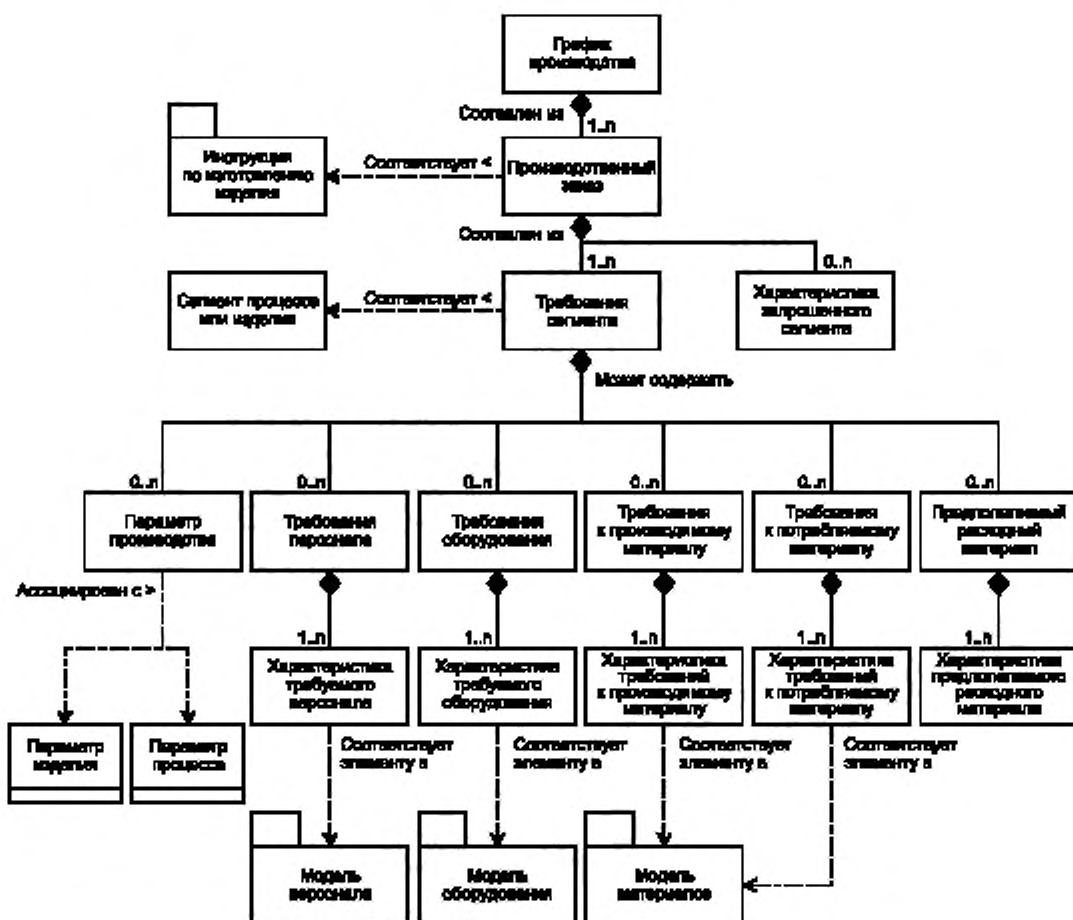 График
производства
Составлен из
1..n
Инструкция
по изготовлению
изделия
Соответствует <
Производственный
заказ
Составлен из
1..n
0..n
Сегмент процесса
или изделия
Соответствует <
Требования
сегмента
Характеристика
запрошенного
сегмента
Может содержать
0..n
0..n
0..n
0..n
0..n
0..n
Параметр
производства
Требования
персонала
Требования
оборудования
Требования
к производимому
материалу
Требования
к потребляемому
материалу
Предполагаемый
расходный
материал
Ассоциирован с >
1..n
1..n
1..n
1..n
1..n
Характеристика
требуемого
персонала
Характеристика
требуемого
оборудования
Характеристика
требований
к производимому
материалу
Характеристика
требований
к потребляемому
материалу
Характеристика
предполагаемого
расходного
материала
Параметр
изделия
Параметр
процесса
Соответствует
элементу в
Соответствует
элементу в
Соответствует
элементу в
Соответствует
элементу в
Модель
персонала
Модель
оборудования
Модель
материалов